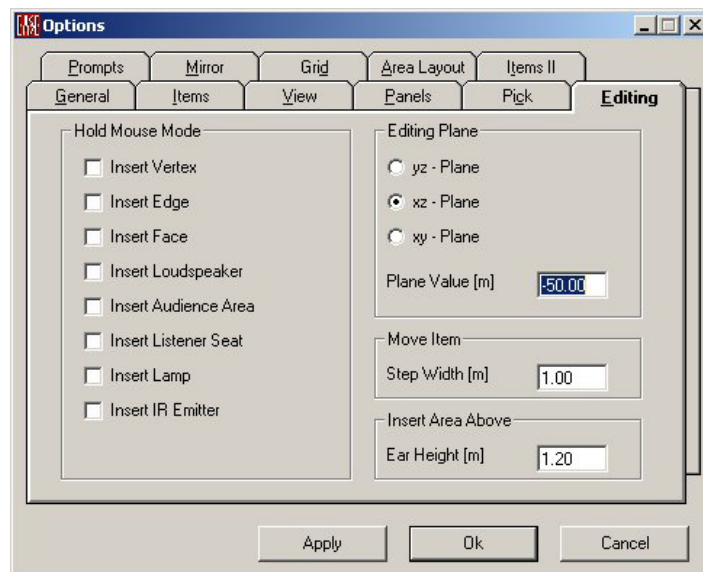 Options
Prompts
Mirror
Grid
Area Layout
Items II
General
Items
View
Panels
Pick
Editing
Hold Mouse Mode
Insert Vertex
Insert Edge
Insert Face
Insert Loudspeaker
Insert Audience Area
Insert Listener Seat
Insert Lamp
Insert IR Emitter
Editing Plane
yz - Plane
xz - Plane
xy - Plane
Plane Value [m] -50.00
Move Item
Step Width [m] 1.00
Insert Area Above
Ear Height [m] 1.20
Apply
Ok
Cancel